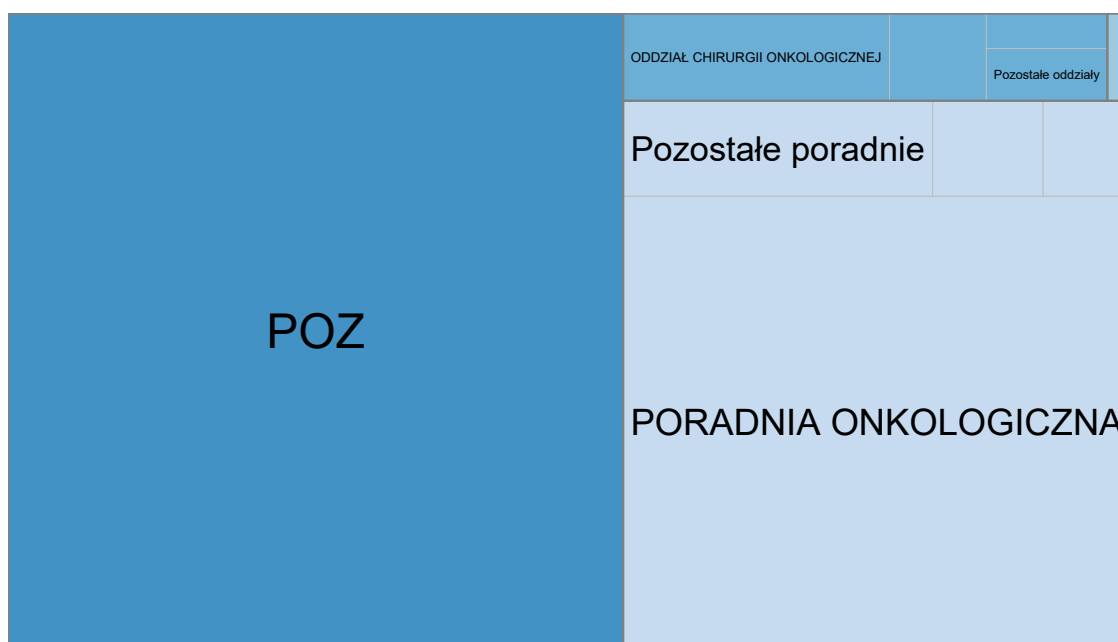 ODDZIAŁ CHIRURGII ONKOLOGICZNEJ
Pozostałe oddziały
Pozostałe poradnie
POZ
PORADNIA ONKOLOGICZNA